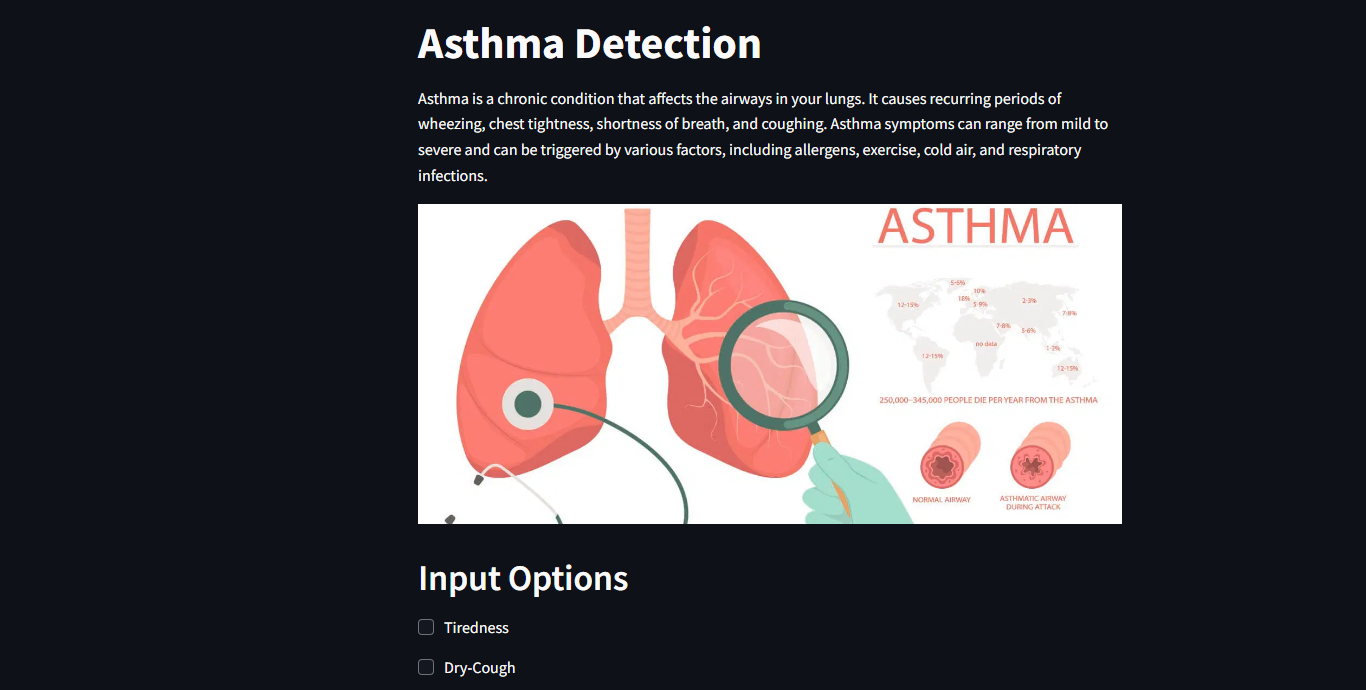 Asthma Detection
Asthma is a chronic condition that affects the airways in your lungs. It causes recurring periods of
wheezing, chest tightness, shortness of breath, and coughing. Asthma symptoms can range from mild to
severe and can be triggered by various factors, including allergens, exercise, cold air, and respiratory
infections.
ASTHMA
5-6%
10%
12-15%
18%
5-9%
2-3%
7-8%
7-8%
5-6%
no data
1-2%
12-15%
12-15%
250,000–345,000 PEOPLE DIE PER YEAR FROM THE ASTHMA
NORMAL AIRWAY
ASTHMATIC AIRWAY
DURING ATTACK
Input Options
Tiredness
Dry-Cough